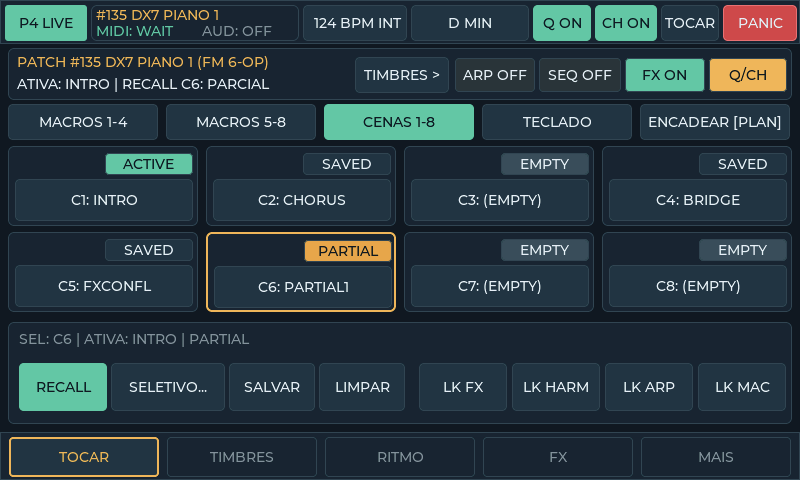 P4 LIVE
#135 DX7 PIANO 1
MIDI: WAIT AUD: OFF
124 BPM INT
D MIN
Q ON
CH ON
TOCAR
PANIC
PATCH #135 DX7 PIANO 1 (FM 6-OP)
ATIVA: INTRO | RECALL C6: PARCIAL
TIMBRES >
ARP OFF
SEQ OFF
FX ON
Q/CH
MACROS 1-4
MACROS 5-8
CENAS 1-8
TECLADO
ENCADEAR [PLAN]
ACTIVE
C1: INTRO
SAVED
C2: CHORUS
EMPTY
C3: (EMPTY)
SAVED
C4: BRIDGE
SAVED
C5: FXCONFL
PARTIAL
C6: PARTIAL1
EMPTY
C7: (EMPTY)
EMPTY
C8: (EMPTY)
SEL: C6 | ATIVA: INTRO | PARTIAL
RECALL
SELETIVO...
SALVAR
LIMPAR
LK FX
LK HARM
LK ARP
LK MAC
TOCAR
TIMBRES
RITMO
FX
MAIS